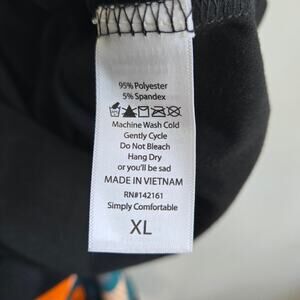 95% Polyester
5% Spandex
Machine Wash Cold
Gently Cycle
Do Not Bleach
Hang Dry
or you'll be sad
MADE IN VIETNAM
RN#142161
Simply Comfortable
XL